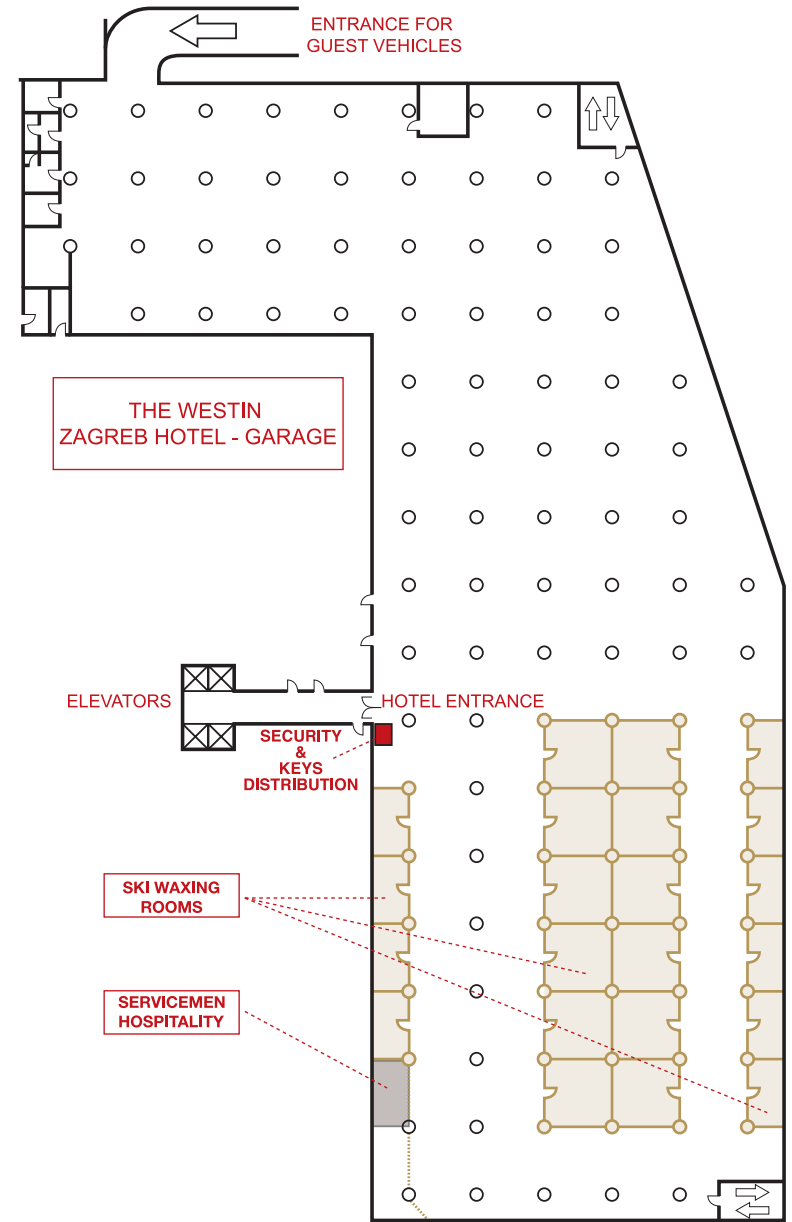 ENTRANCE FOR
GUEST VEHICLES
THE WESTIN
ZAGREB HOTEL - GARAGE
ELEVATORS
HOTEL ENTRANCE
SECURITY
&
KEYS
DISTRIBUTION
SKI WAXING
ROOMS
SERVICEMEN
HOSPITALITY